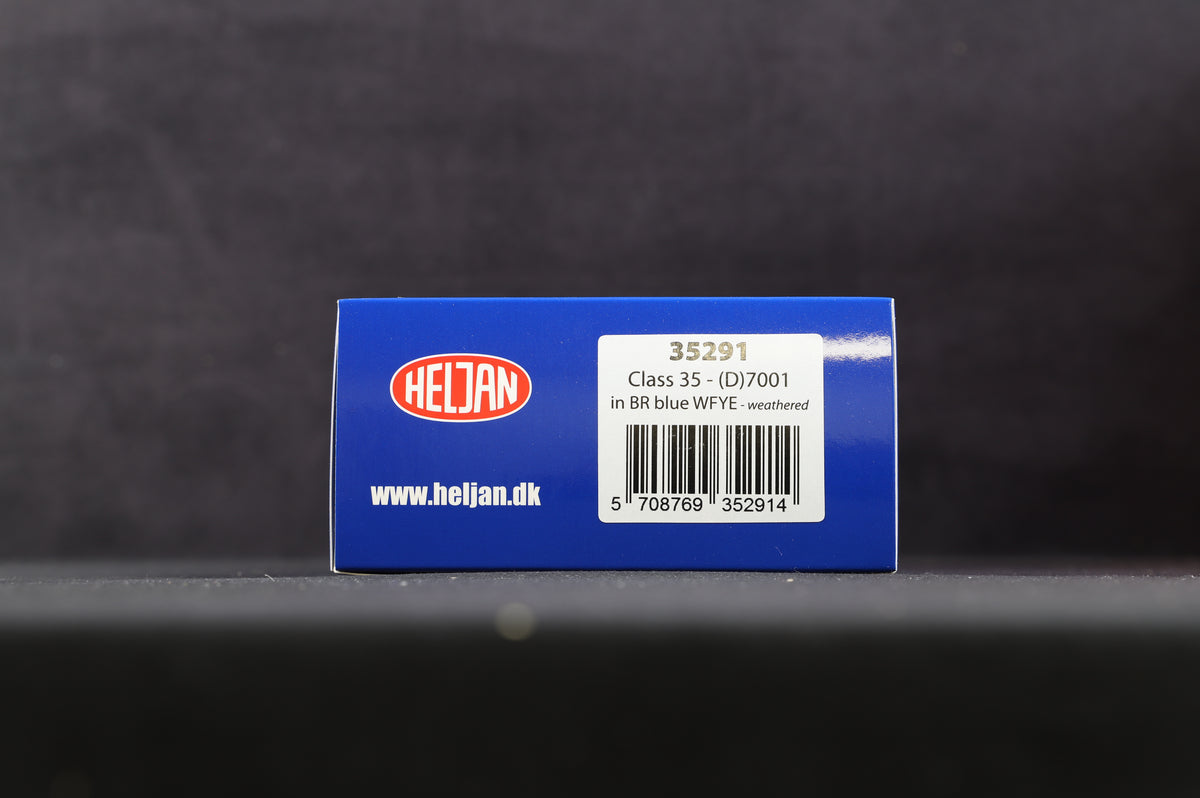 HELJAN
www.heljan.dk
35291
Class 35 - (D)7001
in BR blue WFYE - weathered
5 708769 352914